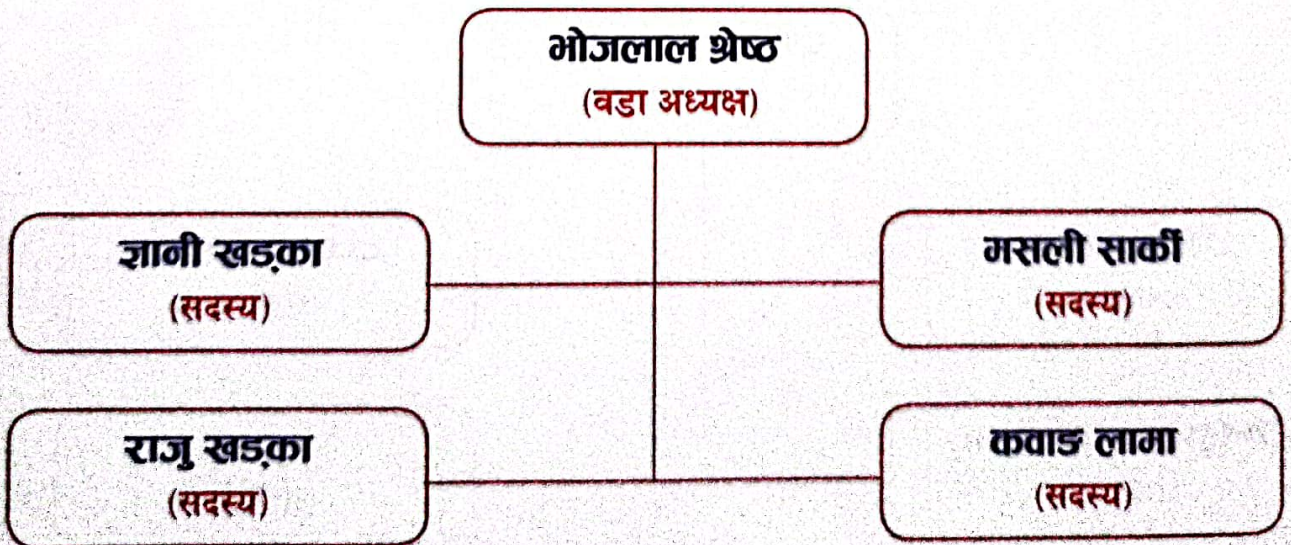 भोजलाल श्रेष्ठ
(वडा अध्यक्ष)
ज्ञानी खड्का
(सदस्य)
मसली सार्की
(सदस्य)
राजु खड्का
(सदस्य)
कवाङ लामा
(सदस्य)